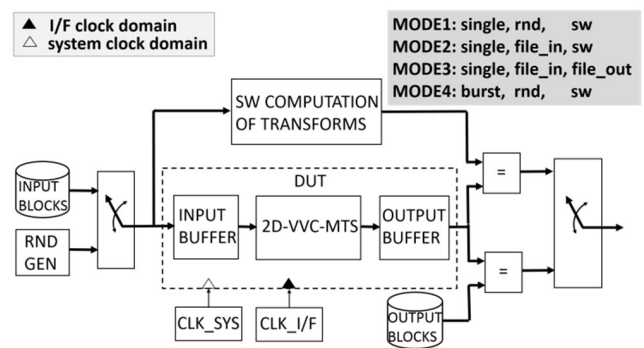 I/F clock domain
system clock domain
MODE1: single, rnd, sw
MODE2: single, file_in, sw
MODE3: single, file_in, file_out
MODE4: burst, rnd, sw
SW COMPUTATION
OF TRANSFORMS
INPUT
BLOCKS
RND
GEN
DUT
INPUT
BUFFER
2D-VVC-MTS
OUTPUT
BUFFER
=
=
CLK_SYS
CLK_I/F
OUTPUT
BLOCKS